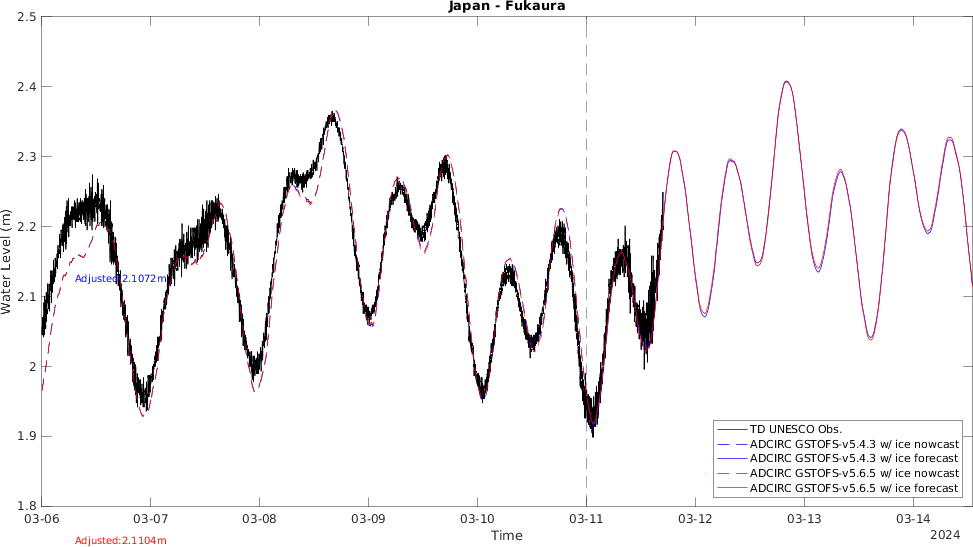 Japan - Fukaura
2.5
2.4
2.3
2.2
2.1
2
1.9
1.8
Water Level (m)
Adjusted:2.1072m
TD UNESCO Obs.
ADCIRC GSTOFS-v5.4.3 w/ ice nowcast
ADCIRC GSTOFS-v5.4.3 w/ ice forecast
ADCIRC GSTOFS-v5.6.5 w/ ice nowcast
ADCIRC GSTOFS-v5.6.5 w/ ice forecast
03-06 03-07 03-08 03-09 03-10 03-11 03-12 03-13 03-14
Time
2024
Adjusted:2.1104m